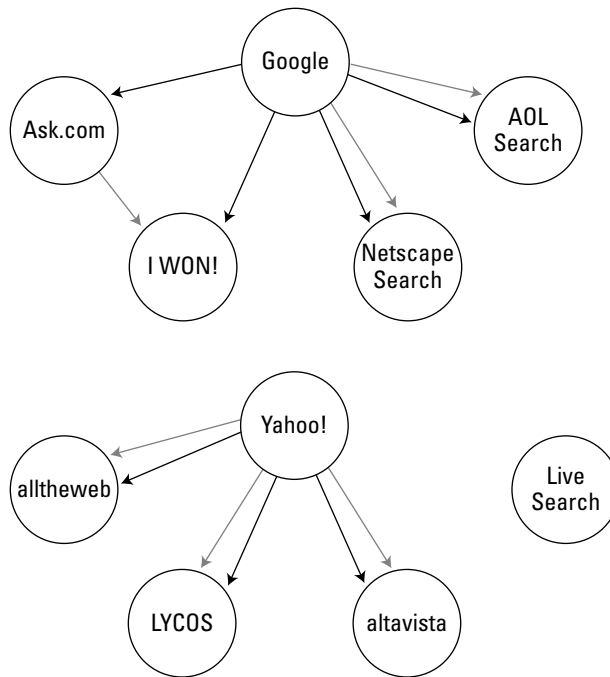 Google
Ask.com
AOL
Search
I WON!
Netscape
Search
Yahoo!
alltheweb
Live
Search
LYCOS
altavista